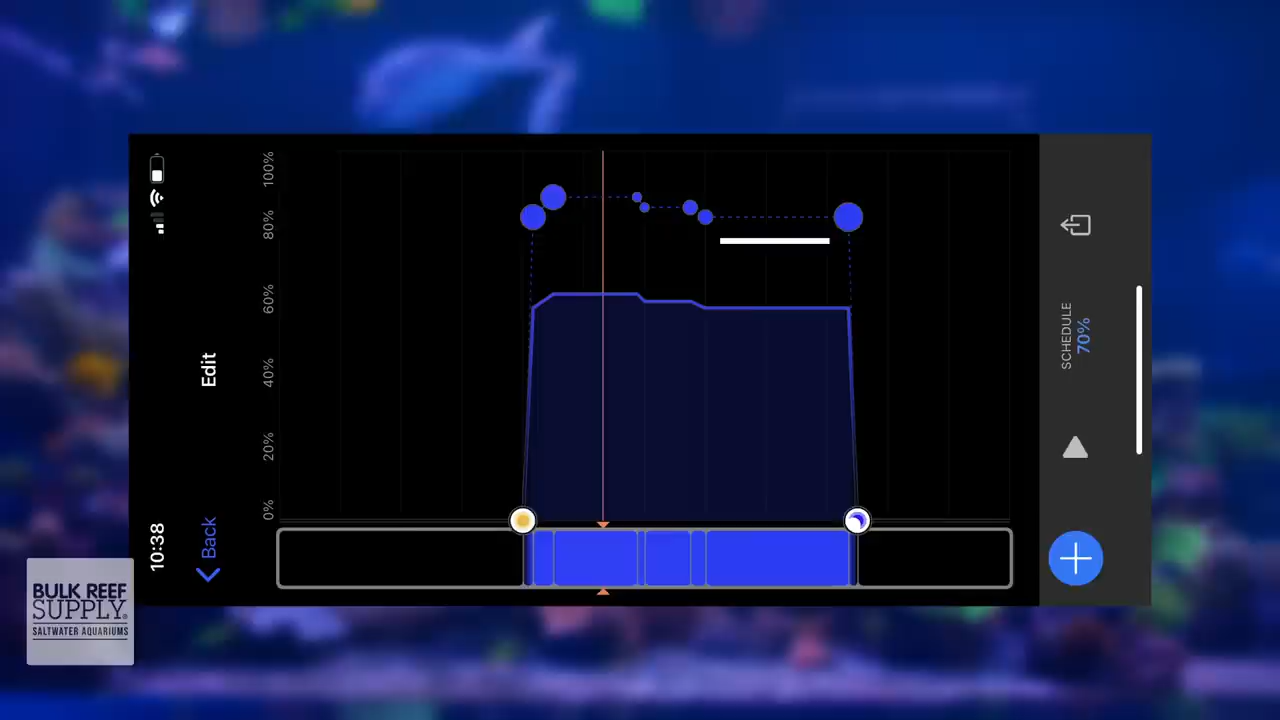 10:38
Back
Edit
100%
80%
60%
40%
20%
0%
SCHEDULE
70%
BULK REEF
SUPPLY®
SALTWATER AQUARIUMS